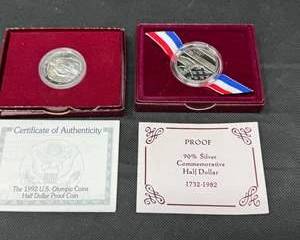 Certificate of Authenticity
The 1992 U.S. Olympic Coins
Half Dollar Proof Coin
PROOF
90% Silver
Commemorative
Half Dollar
1732-1982